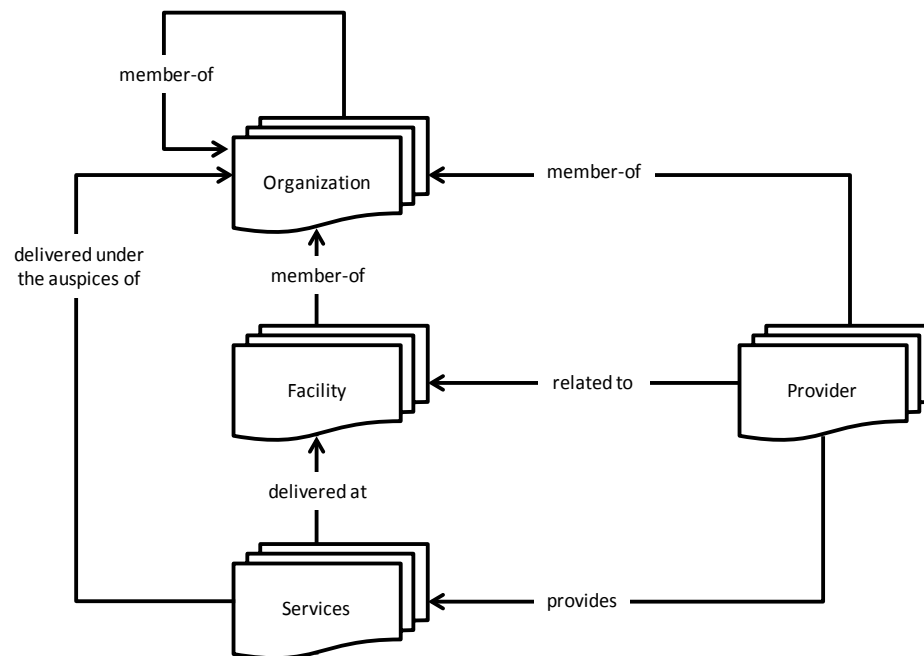 member-of
Organization
member-of
delivered under
the auspices of
member-of
Facility
related to
Provider
delivered at
Services
provides